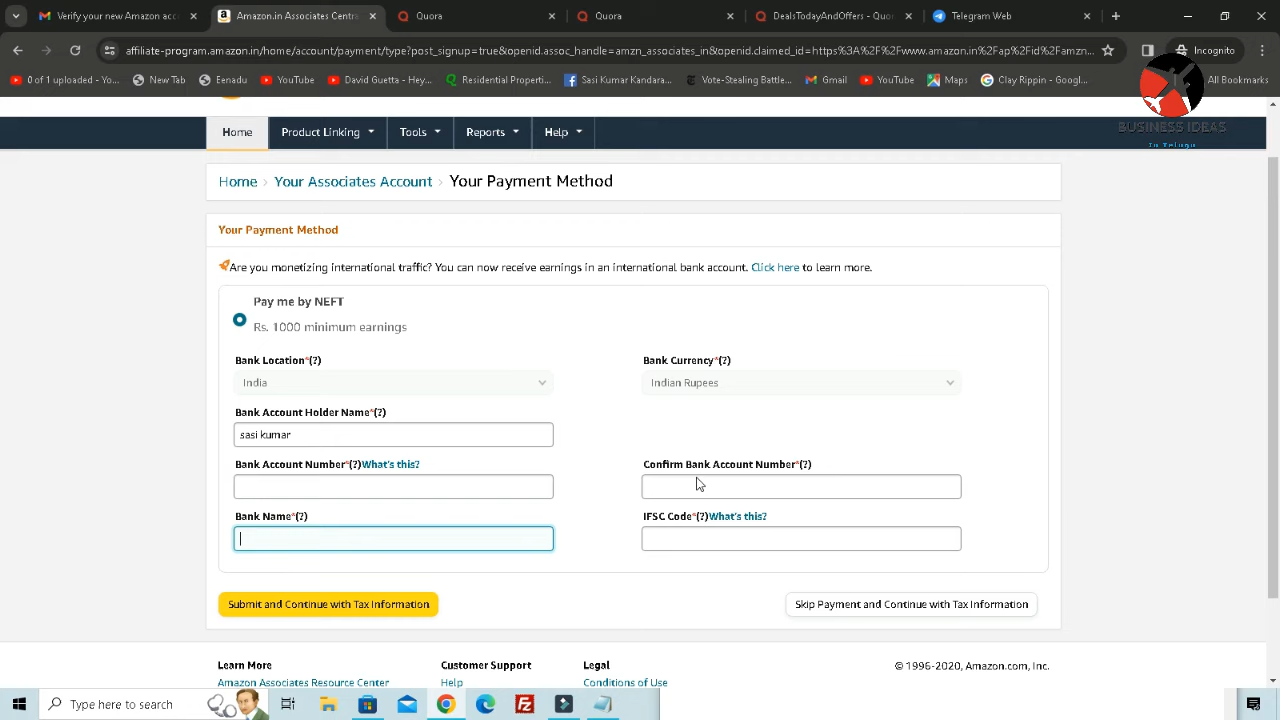 Verify your new Amazon acc
Amazon.in Associates Centra
Quora
Quora
DealsTodayAndOffers - Quo
Telegram Web
affiliate-program.amazon.in/home/account/payment/type?post_signup=true&openid.assoc_handle=amzn_associates_in&openid.claimed_id=https%3A%2F%2Fwww.amazon.in%2Fap%2Fid%2Famzn...
Incognito
0 of 1 uploaded - Yo...
New Tab
Eenadu
YouTube
David Guetta - Hey...
Residential Properti...
Sasi Kumar Kandara...
Vote-Stealing Battle...
Gmail
YouTube
Maps
Clay Rippin - Googl...
All Bookmarks
BUSINESS IDEAS
In Telugu
Home
Product Linking
Tools
Reports
Help
Home › Your Associates Account › Your Payment Method
Your Payment Method
Are you monetizing international traffic? You can now receive earnings in an international bank account. Click here to learn more.
Pay me by NEFT
Rs. 1000 minimum earnings
Bank Location*(?)
Bank Currency*(?)
India
Indian Rupees
Bank Account Holder Name*(?)
sasi kumar
Bank Account Number*(?)What's this?
Confirm Bank Account Number*(?)
Bank Name*(?)
IFSC Code*(?)What's this?
Submit and Continue with Tax Information
Skip Payment and Continue with Tax Information
Learn More
Customer Support
Legal
© 1996-2020, Amazon.com, Inc.
Amazon Associates Resource Center
Help
Conditions of Use
Type here to search